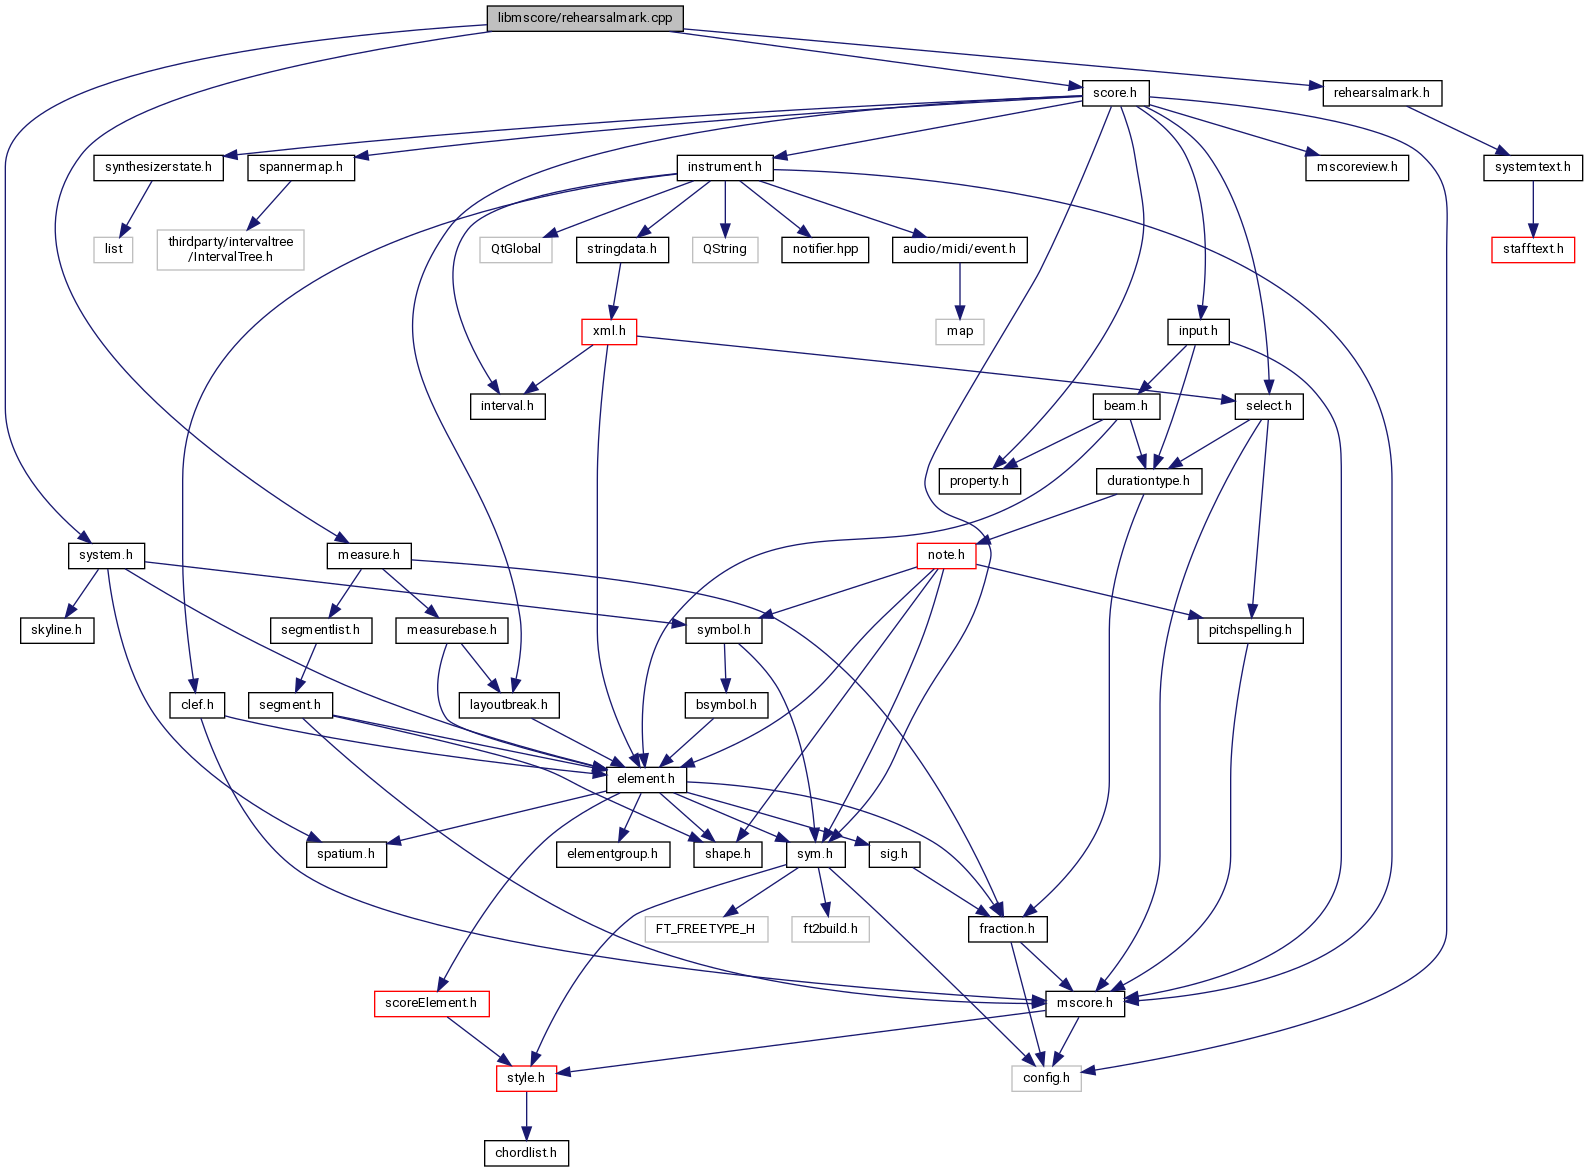 libmscore/rehearsalmark.cpp
score.h
rehearsalmark.h
synthesizerstate.h
spannermap.h
instrument.h
mscoreview.h
systemtext.h
list
thirdparty/intervaltree
/IntervalTree.h
QtGlobal
stringdata.h
QString
notifier.hpp
audio/midi/event.h
stafftext.h
xml.h
map
input.h
interval.h
beam.h
select.h
property.h
durationtype.h
system.h
measure.h
note.h
skyline.h
segmentlist.h
measurebase.h
symbol.h
pitchspelling.h
clef.h
segment.h
layoutbreak.h
bsymbol.h
element.h
spatium.h
elementgroup.h
shape.h
sym.h
sig.h
FT_FREETYPE_H
ft2build.h
fraction.h
scoreElement.h
mscore.h
style.h
config.h
chordlist.h